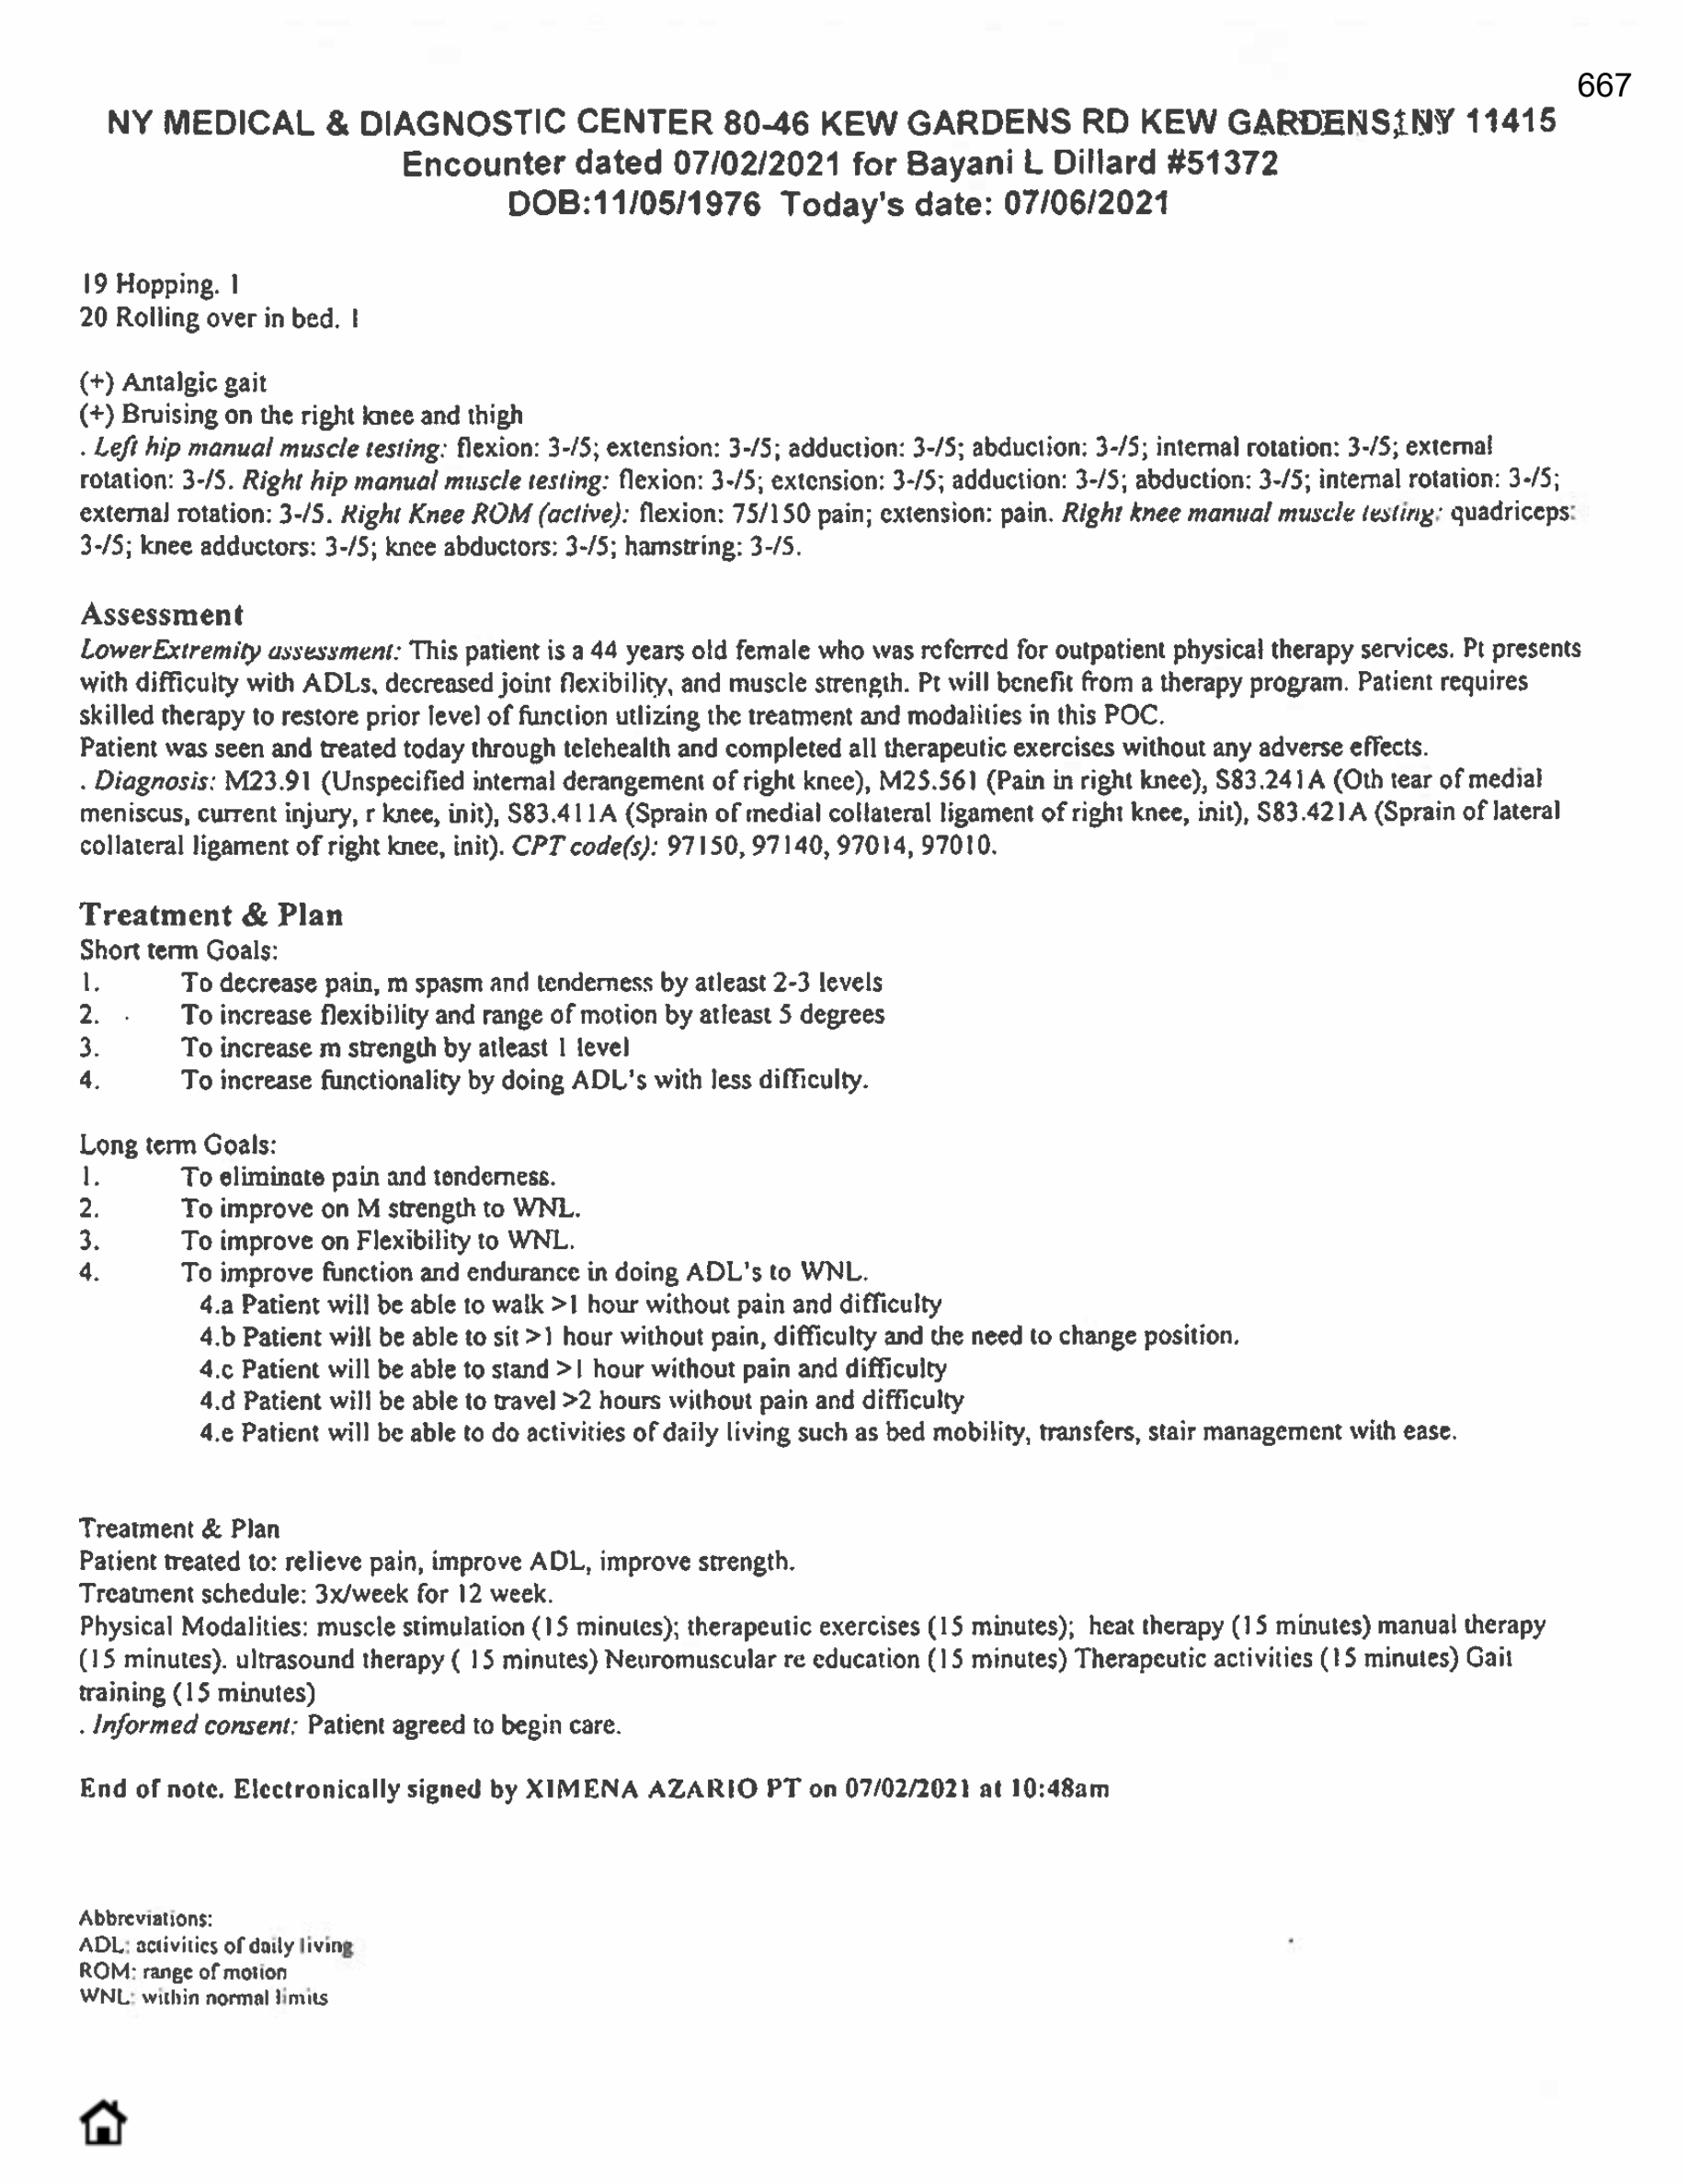 667
NY MEDICAL & DIAGNOSTIC CENTER 80-46 KEW GARDENS RD KEW GARDENS NY 11415
Encounter dated 07/02/2021 for Bayani L Dillard #51372
DOB:11/05/1976 Today's date: 07/06/2021
19 Hopping. 1
20 Rolling over in bed. 1
(+) Antalgic gait
(+) Bruising on the right knee and thigh
. Left hip manual muscle testing: flexion: 3-/5; extension: 3-/5; adduction: 3-/5; abduction: 3-/5; internal rotation: 3-/5; external
rotation: 3-/5. Right hip manual muscle testing: flexion: 3-/5; extension: 3-/5; adduction: 3-/5; abduction: 3-/5; internal rotation: 3-/5;
external rotation: 3-/5. Right Knee ROM (active): flexion: 75/150 pain; extension: pain. Right knee manual muscle testing: quadriceps:
3-/5; knee adductors: 3-/5; knee abductors: 3-/5; hamstring: 3-/5.
Assessment
LowerExtremity assessment: This patient is a 44 years old female who was referred for outpatient physical therapy services. Pt presents
with difficulty with ADLs, decreased joint flexibility, and muscle strength. Pt will benefit from a therapy program. Patient requires
skilled therapy to restore prior level of function utlizing the treatment and modalities in this POC.
Patient was seen and treated today through telehealth and completed all therapeutic exercises without any adverse effects.
. Diagnosis: M23.91 (Unspecified internal derangement of right knee), M25.561 (Pain in right knee), S83.241A (Oth tear of medial
meniscus, current injury, r knee, init), S83.411A (Sprain of medial collateral ligament of right knee, init), S83.421A (Sprain of lateral
collateral ligament of right knee, init). CPT code(s): 97150, 97140, 97014, 97010.
Treatment & Plan
Short term Goals:
1. To decrease pain, m spasm and tenderness by atleast 2-3 levels
2. To increase flexibility and range of motion by atleast 5 degrees
3. To increase m strength by atleast 1 level
4. To increase functionality by doing ADL's with less difficulty.
Long term Goals:
1. To eliminate pain and tenderness.
2. To improve on M strength to WNL.
3. To improve on Flexibility to WNL.
4. To improve function and endurance in doing ADL's to WNL.
4.a Patient will be able to walk >1 hour without pain and difficulty
4.b Patient will be able to sit >1 hour without pain, difficulty and the need to change position.
4.c Patient will be able to stand >1 hour without pain and difficulty
4.d Patient will be able to travel >2 hours without pain and difficulty
4.e Patient will be able to do activities of daily living such as bed mobility, transfers, stair management with ease.
Treatment & Plan
Patient treated to: relieve pain, improve ADL, improve strength.
Treatment schedule: 3x/week for 12 week.
Physical Modalities: muscle stimulation (15 minutes); therapeutic exercises (15 minutes); heat therapy (15 minutes) manual therapy
(15 minutes). ultrasound therapy ( 15 minutes) Neuromuscular re education (15 minutes) Therapeutic activities (15 minutes) Gait
training (15 minutes)
. Informed consent: Patient agreed to begin care.
End of note. Electronically signed by XIMENA AZARIO PT on 07/02/2021 at 10:48am
Abbreviations:
ADL: activities of daily living
ROM: range of motion
WNL: within normal limits